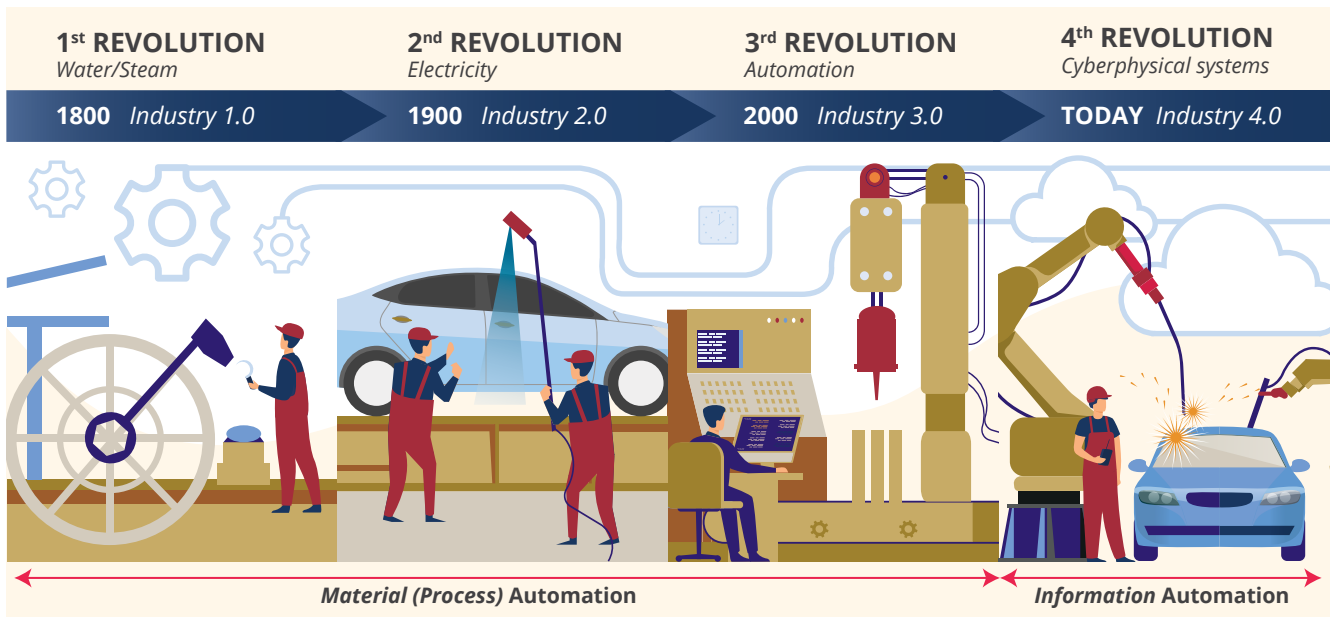 1st REVOLUTION
Water/Steam
2nd REVOLUTION
Electricity
3rd REVOLUTION
Automation
4th REVOLUTION
Cyberphysical systems
1800 Industry 1.0
1900 Industry 2.0
2000 Industry 3.0
TODAY Industry 4.0
Material (Process) Automation
Information Automation